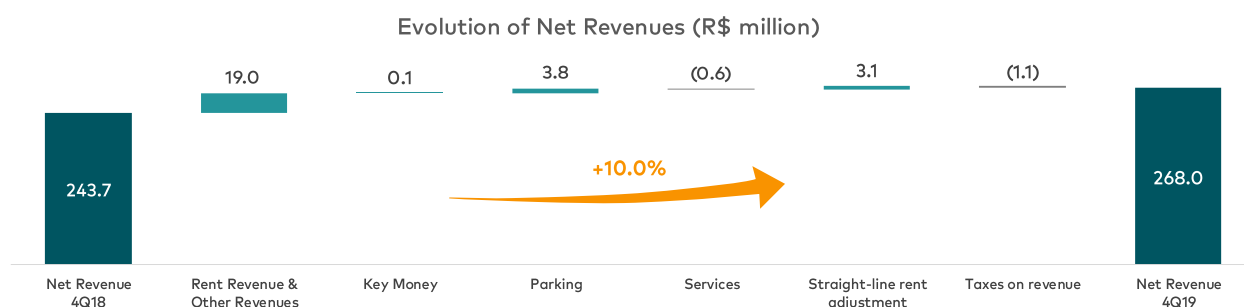 Evolution of Net Revenues (R$ million)
19.0
0.1
3.8
(0.6)
3.1
(1.1)
+10.0%
243.7
268.0
Net Revenue
4Q18
Rent Revenue &
Other Revenues
Key Money
Parking
Services
Straight-line rent
adjustment
Taxes on revenue
Net Revenue
4Q19